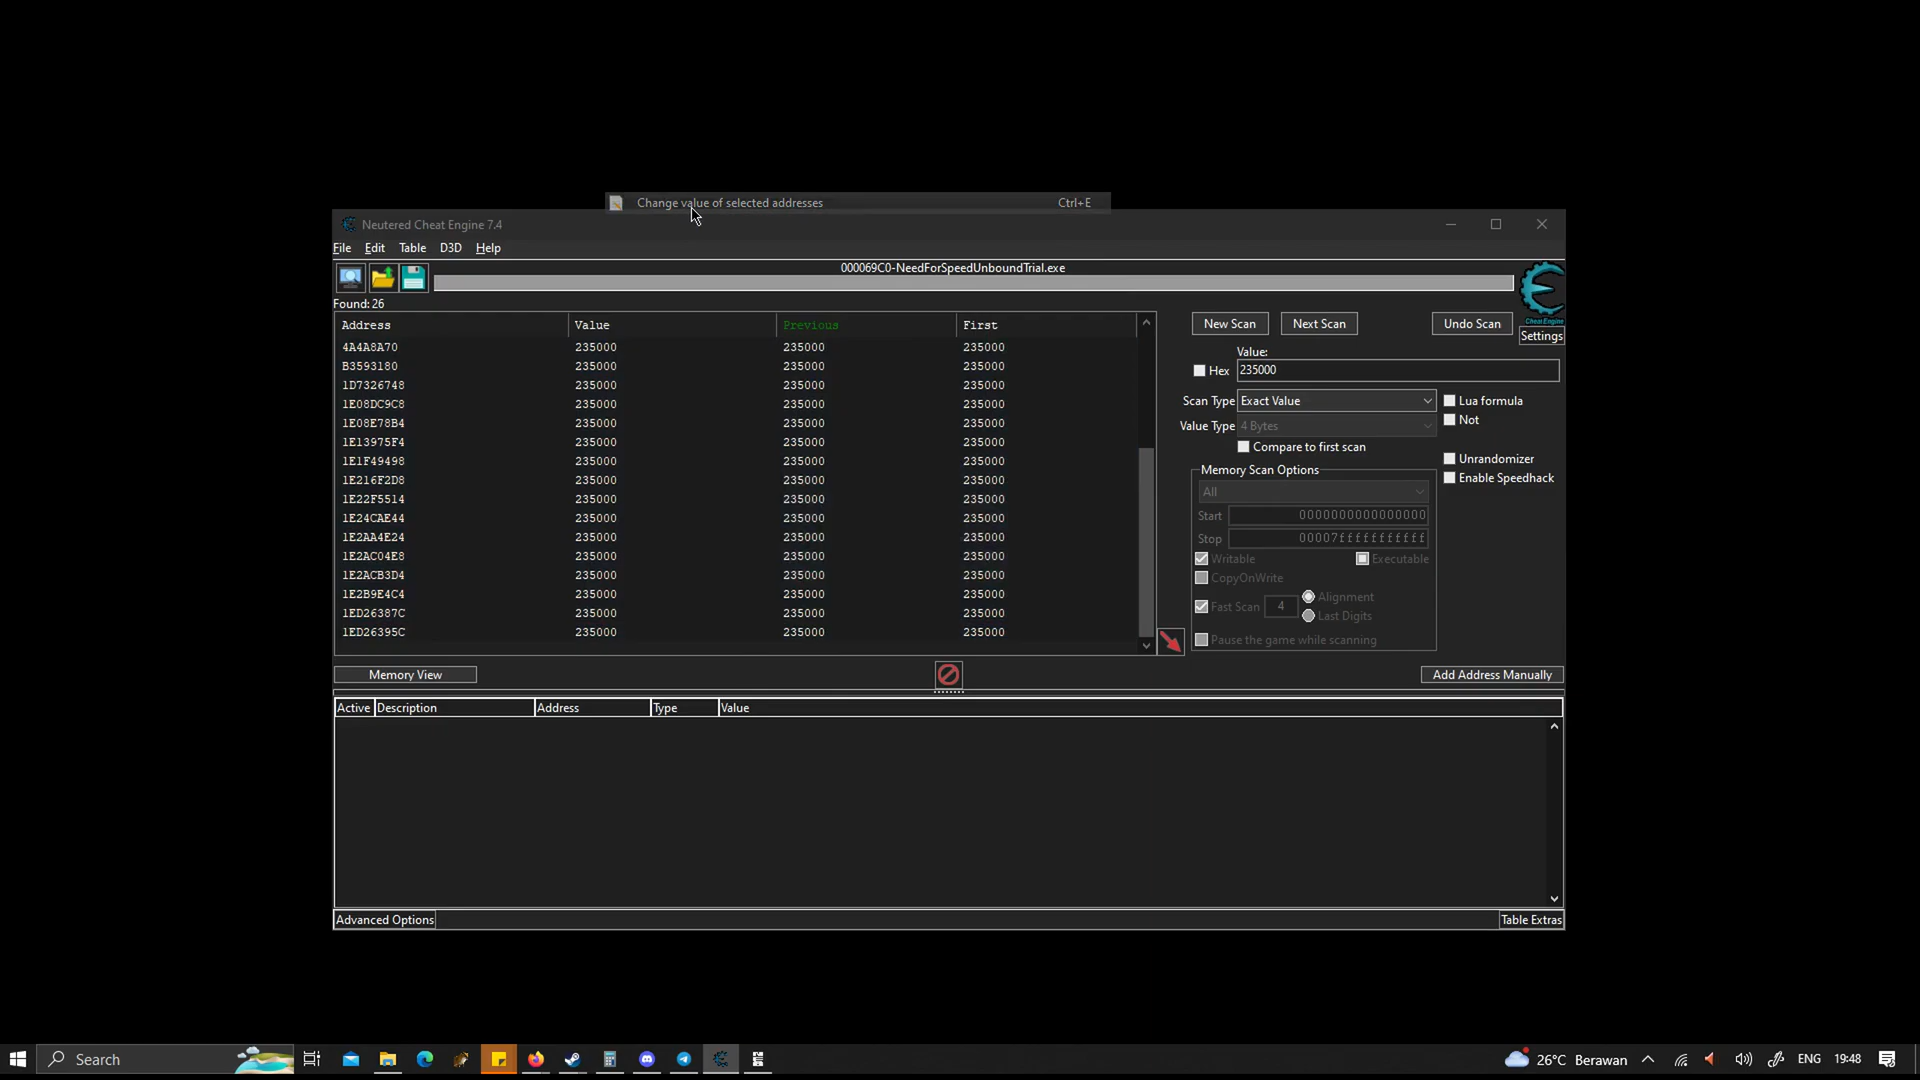 Change value of selected addresses Ctrl+E
Neutered Cheat Engine 7.4
File Edit Table D3D Help
000069C0-NeedForSpeedUnboundTrial.exe
Found: 26
Address Value Previous First
4A4A8A70 235000 235000 235000
B3593180 235000 235000 235000
1D7326748 235000 235000 235000
1E08DC9C8 235000 235000 235000
1E08E78B4 235000 235000 235000
1E13975F4 235000 235000 235000
1E1F49498 235000 235000 235000
1E216F2D8 235000 235000 235000
1E22F5514 235000 235000 235000
1E24CAE44 235000 235000 235000
1E2AA4E24 235000 235000 235000
1E2AC04E8 235000 235000 235000
1E2ACB3D4 235000 235000 235000
1E2B9E4C4 235000 235000 235000
1ED26387C 235000 235000 235000
1ED26395C 235000 235000 235000
New Scan Next Scan Undo Scan
Cheat Engine
Settings
Value:
Hex 235000
Scan Type Exact Value
Lua formula
Not
Value Type 4 Bytes
Compare to first scan
Unrandomizer
Enable Speedhack
Memory Scan Options
All
Start 0000000000000000
Stop 00007fffffffffff
Writable Executable
CopyOnWrite
Fast Scan 4 Alignment
Last Digits
Pause the game while scanning
Memory View
Add Address Manually
Active Description Address Type Value
Advanced Options
Table Extras
Search
26°C Berawan
ENG
19:48